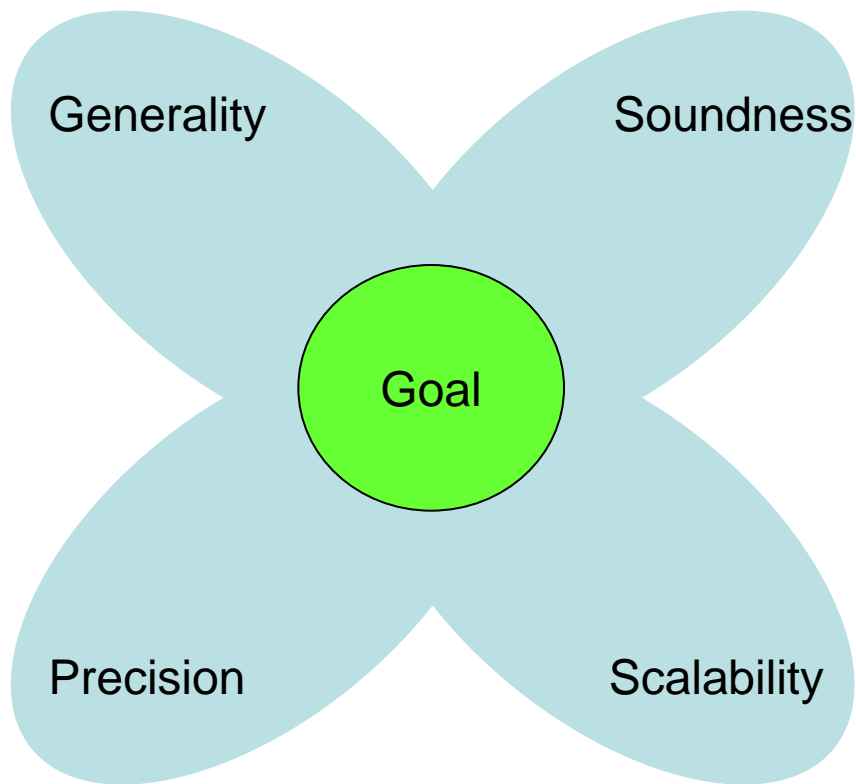 Generality
Soundness
Goal
Precision
Scalability